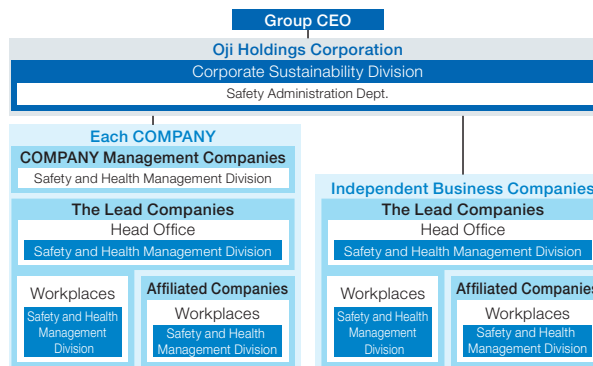 Group CEO
Oji Holdings Corporation
Corporate Sustainability Division
Safety Administration Dept.
Each COMPANY
COMPANY Management Companies
Safety and Health Management Division
The Lead Companies
Head Office
Safety and Health Management Division
Workplaces
Safety and Health
Management
Division
Affiliated Companies
Workplaces
Safety and Health
Management Division
Independent Business Companies
The Lead Companies
Head Office
Safety and Health Management Division
Workplaces
Safety and Health
Management
Division
Affiliated Companies
Workplaces
Safety and Health
Management Division